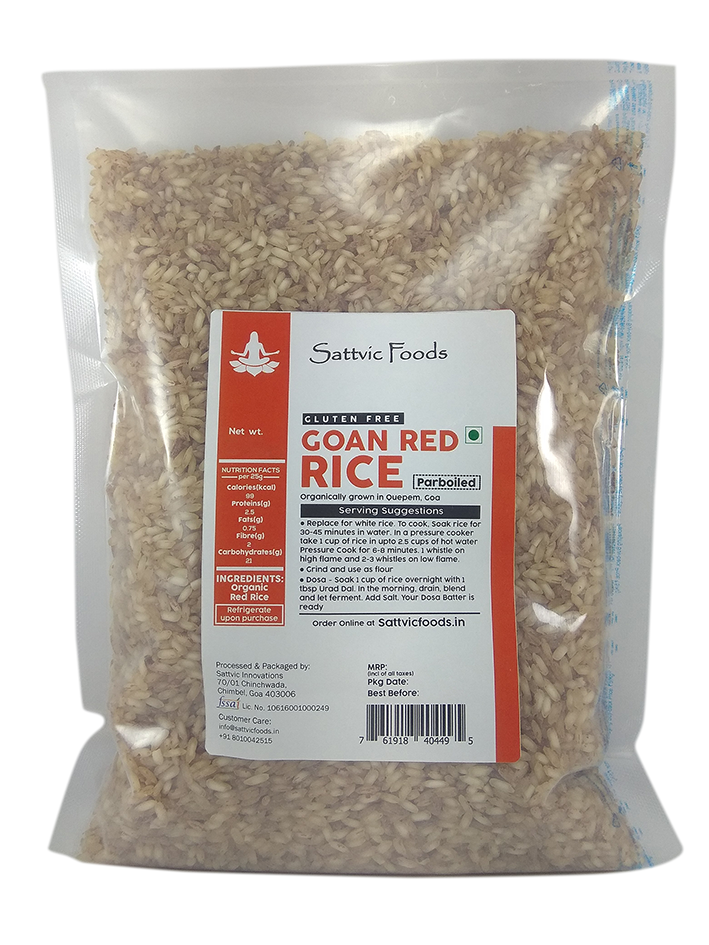 Sattvic Foods
Net wt.
NUTRITION FACTS
per 25g
Calories(kcal)
99
Proteins(g)
2.5
Fats(g)
0.75
Fibre(g)
2
Carbohydrates(g)
21
INGREDIENTS:
Organic
Red Rice
Refrigerate
upon purchase
GLUTEN FREE
GOAN RED
RICE Parboiled
Organically grown in Quepem, Goa
Serving Suggestions
• Replace for white rice. To cook, Soak rice for
30-45 minutes in water. In a pressure cooker
take 1 cup of rice in upto 2.5 cups of hot water
Pressure Cook for 6-8 minutes. 1 whistle on
high flame and 2-3 whistles on low flame.
• Grind and use as flour
• Dosa - Soak 1 cup of rice overnight with 1
tbsp Urad Dal. In the morning, drain, blend
and let ferment. Add Salt. Your Dosa Batter is
ready
Order Online at Sattvicfoods.in
Processed & Packaged by:
Sattvic Innovations
70/01 Chinchwada,
Chimbel, Goa 403006
fssai Lic. No. 10616001000249
Customer Care:
info@sattvicfoods.in
+91 8010042515
MRP:
(incl of all taxes)
Pkg Date:
Best Before:
7 61918 40449 5